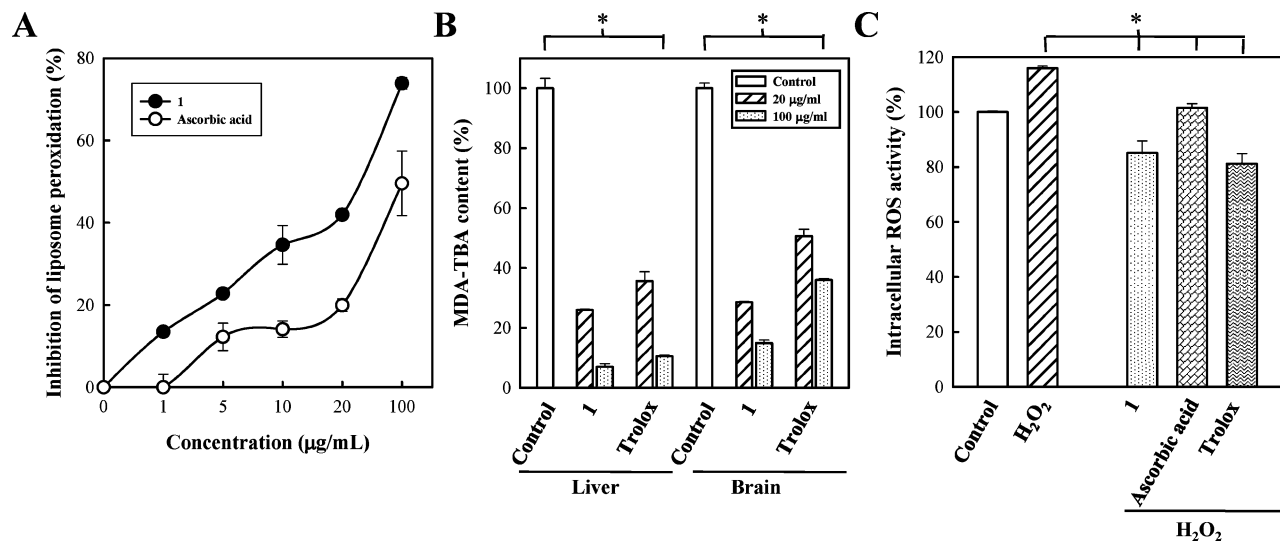 A
Inhibition of liposome peroxidation (%)
80
60
40
20
0
1
Ascorbic acid
0 1 5 10 20 100
Concentration (μg/mL)
B
* *
MDA-TBA content (%)
100
80
60
40
20
0
Control
20 μg/ml
100 μg/ml
Control 1 Trolox Control 1 Trolox
Liver Brain
C
*
Intracellular ROS activity (%)
120
100
80
60
40
20
0
Control H₂O₂ 1 Ascorbic acid Trolox
H₂O₂